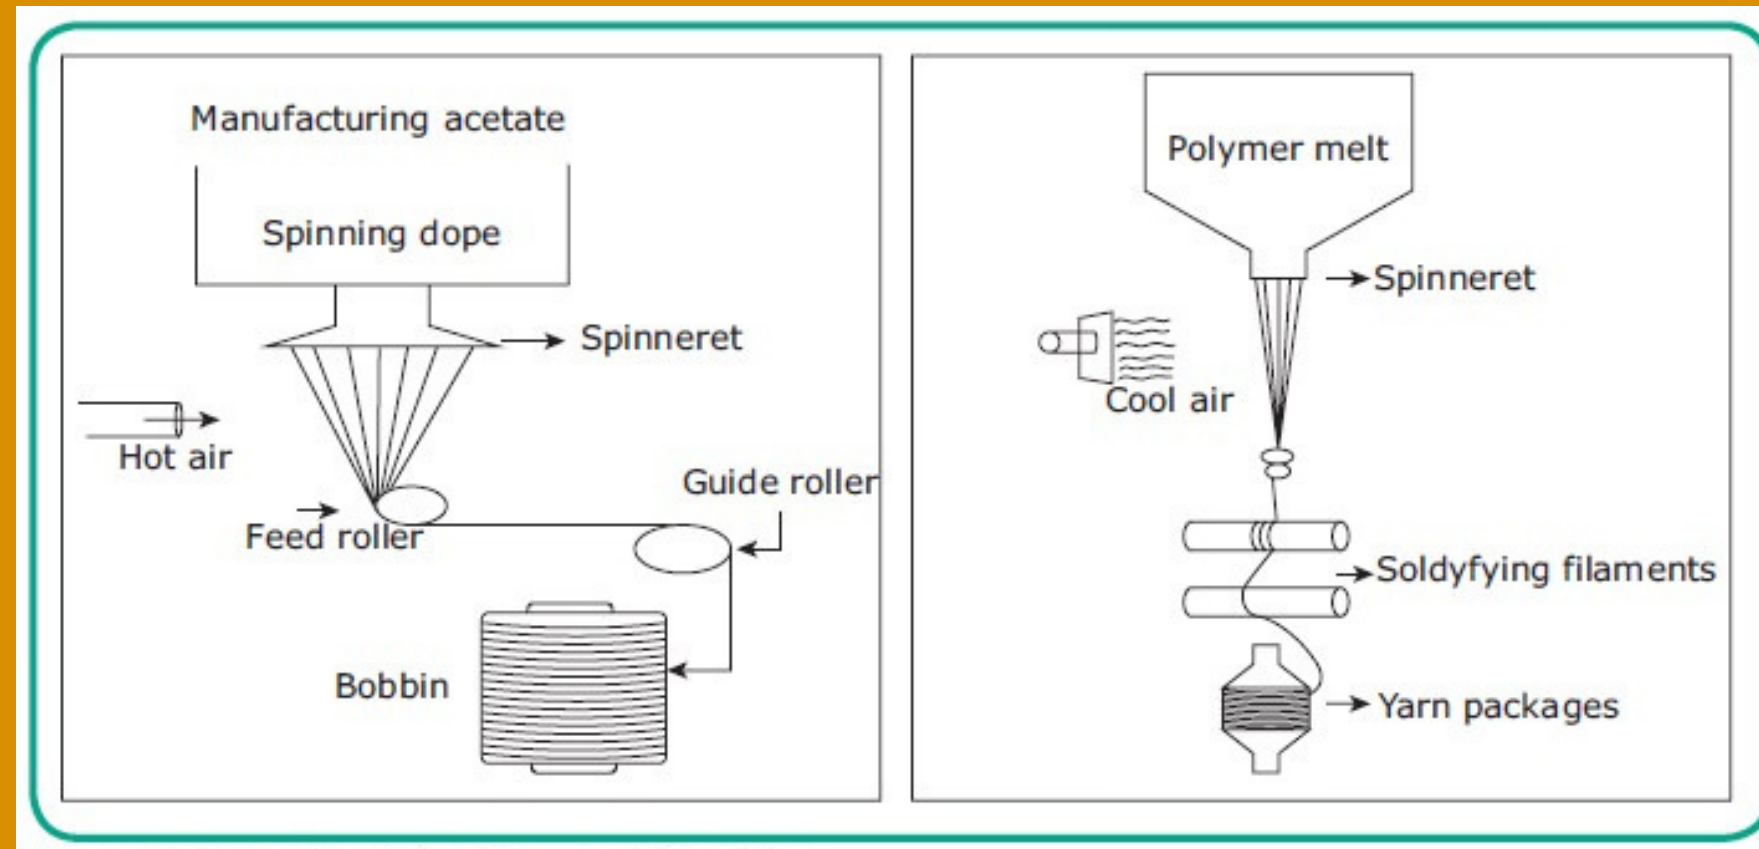 Manufacturing acetate
Spinning dope
Spinneret
Hot air
Feed roller
Guide roller
Bobbin
Polymer melt
Spinneret
Cool air
Soldyfying filaments
Yarn packages